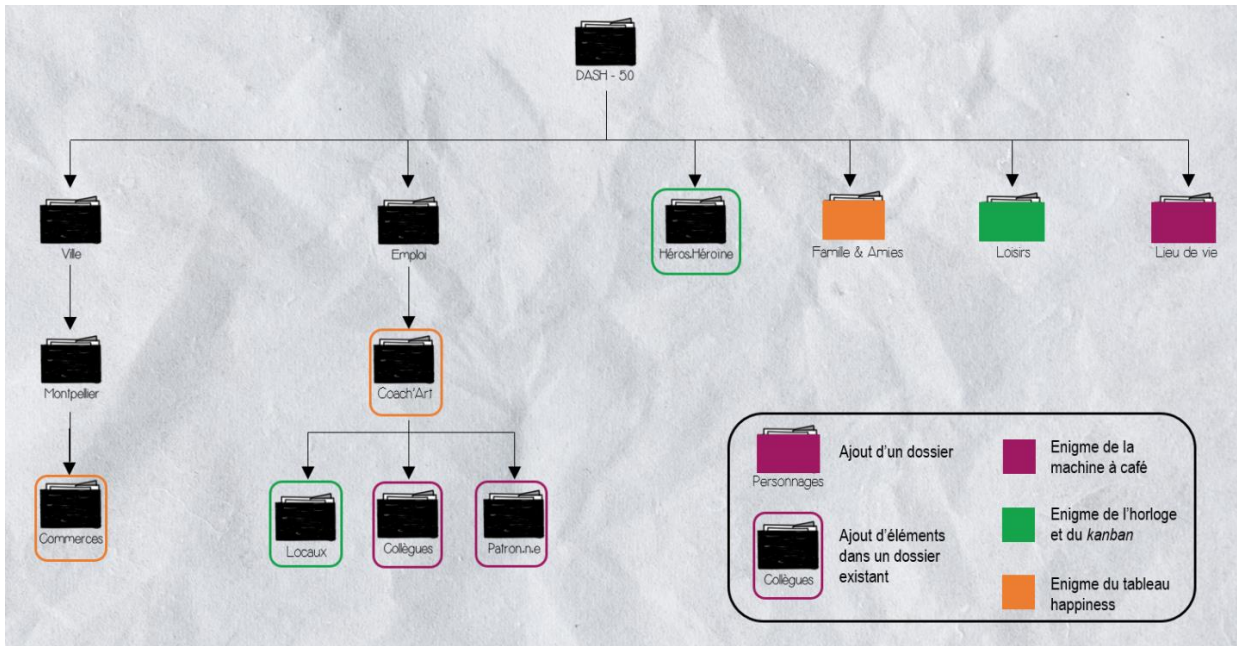 DASH - 50
Ville
Emploi
Héros.Héroïne
Famille & Amies
Loisirs
Lieu de vie
Montpellier
Coach'Art
Commerces
Locaux
Collègues
Patron.n.e
Personnages
Ajout d'un dossier
Collègues
Ajout d'éléments
dans un dossier
existant
Enigme de la
machine à café
Enigme de l'horloge
et du kanban
Enigme du tableau
happiness